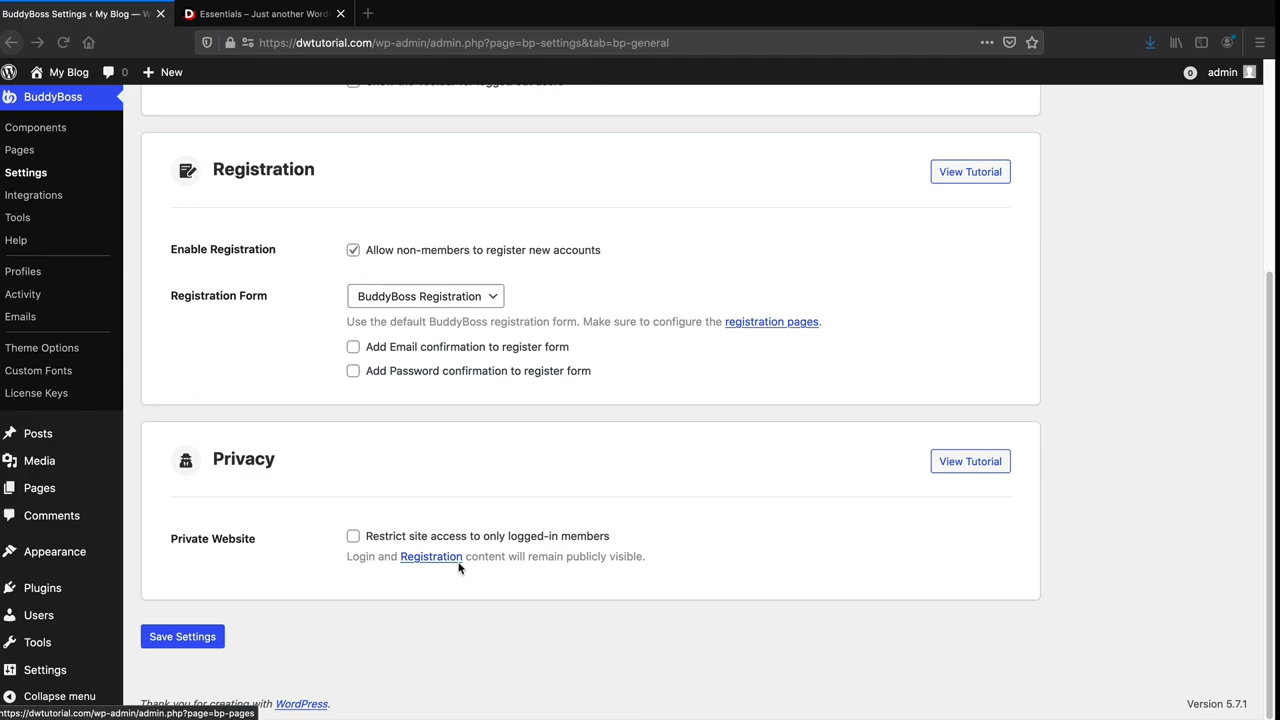 BuddyBoss Settings ‹ My Blog — W
Essentials – Just another Word
https://dwtutorial.com/wp-admin/admin.php?page=bp-settings&tab=bp-general
My Blog
0
New
0
admin
BuddyBoss
Components
Pages
Settings
Integrations
Tools
Help
Profiles
Activity
Emails
Theme Options
Custom Fonts
License Keys
Posts
Media
Pages
Comments
Appearance
Plugins
Users
Tools
Settings
Collapse menu
Registration
View Tutorial
Enable Registration
Allow non-members to register new accounts
Registration Form
BuddyBoss Registration
Use the default BuddyBoss registration form. Make sure to configure the registration pages.
Add Email confirmation to register form
Add Password confirmation to register form
Privacy
View Tutorial
Private Website
Restrict site access to only logged-in members
Login and Registration content will remain publicly visible.
Save Settings
Thank you for creating with WordPress.
Version 5.7.1
https://dwtutorial.com/wp-admin/admin.php?page=bp-pages